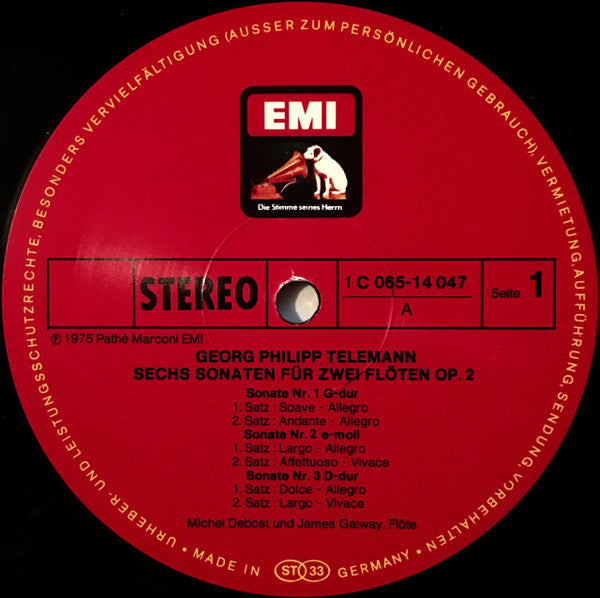 URHEBER- UND LEISTUNGSSCHUTZRECHTE, BESONDERS VERVIELFÄLTIGUNG (AUSSER ZUM PERSÖNLICHEN GEBRAUCH), VERMIETUNG, AUFFÜHRUNG, SENDUNG, VORBEHALTEN
EMI
Die Stimme seines Herrn
STEREO
1 C 065-14 047
A
Seite 1
℗ 1975 Pathé Marconi EMI
GEORG PHILIPP TELEMANN
SECHS SONATEN FÜR ZWEI FLÖTEN OP. 2
Sonate Nr. 1 G-dur
1. Satz : Soave - Allegro
2. Satz : Andante - Allegro
Sonate Nr. 2 e-moll
1. Satz : Largo - Allegro
2. Satz : Affettuoso - Vivace
Sonate Nr. 3 D-dur
1. Satz : Dolce - Allegro
2. Satz : Largo - Vivace
Michel Debost und James Galway, Flöte
• MADE IN ST 33 GERMANY •